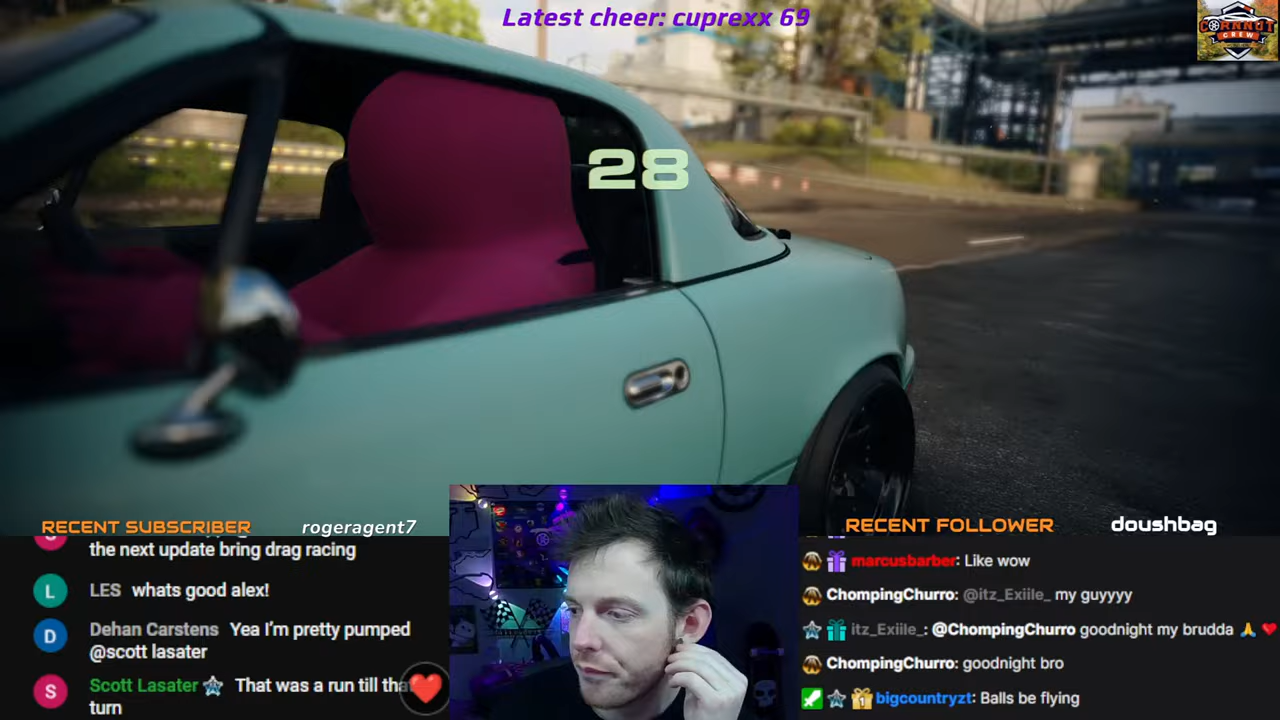 Latest cheer: cuprexx 69
CREW
28
RECENT SUBSCRIBER rogeragent7
the next update bring drag racing
L LES whats good alex!
D Dehan Carstens Yea I'm pretty pumped
@scott lasater
S Scott Lasater That was a run till tha
turn
RECENT FOLLOWER doushbag
marcusbarber: Like wow
ChompingChurro: @itz_Exiile_ my guyyyy
itz_Exiile_: @ChompingChurro goodnight my brudda 🙏 ❤️
ChompingChurro: goodnight bro
1 bigcountryzt: Balls be flying